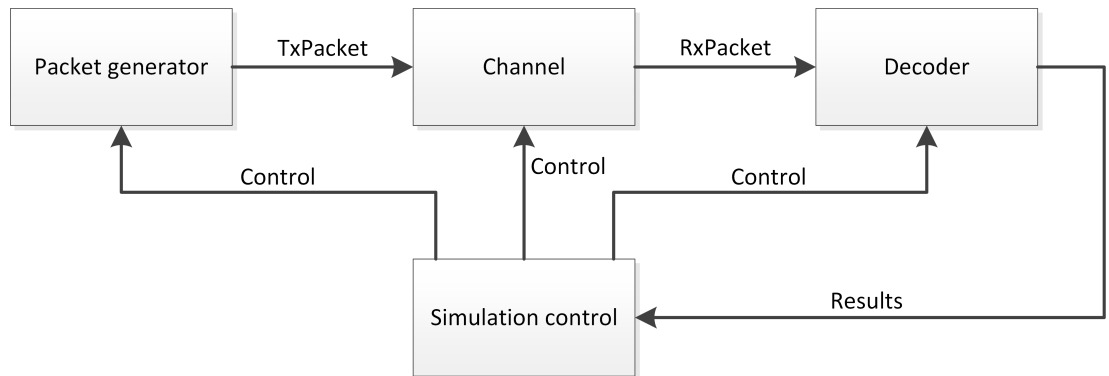 Packet generator
TxPacket
Channel
RxPacket
Decoder
Control
Control
Control
Simulation control
Results